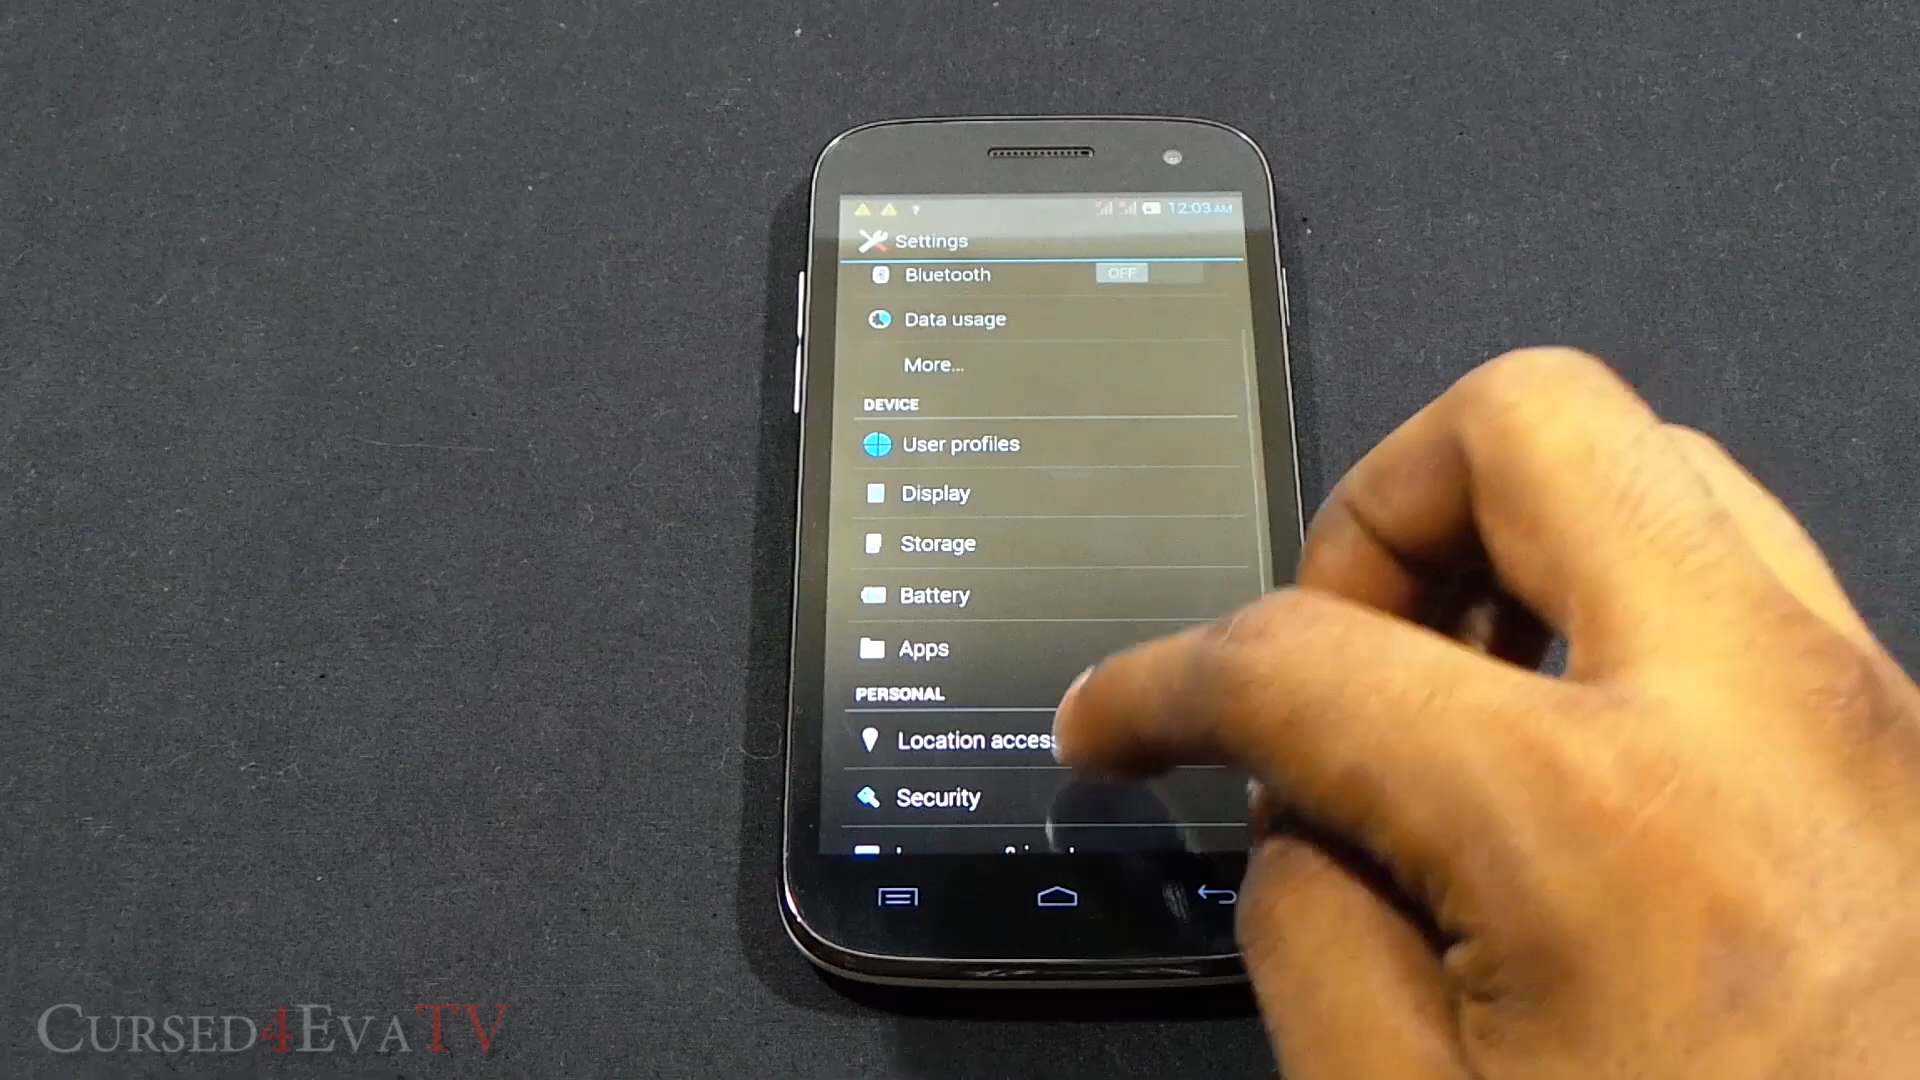 12:03 AM
Settings
Bluetooth OFF
Data usage
More...
DEVICE
User profiles
Display
Storage
Battery
Apps
PERSONAL
Location access
Security
CURSED4EVATV